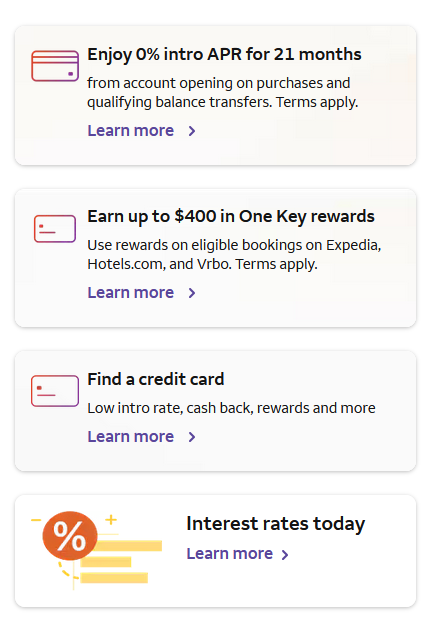 Enjoy 0% intro APR for 21 months
from account opening on purchases and
qualifying balance transfers. Terms apply.
Learn more
Earn up to $400 in One Key rewards
Use rewards on eligible bookings on Expedia,
Hotels.com, and Vrbo. Terms apply.
Learn more
Find a credit card
Low intro rate, cash back, rewards and more
Learn more
%
Interest rates today
Learn more